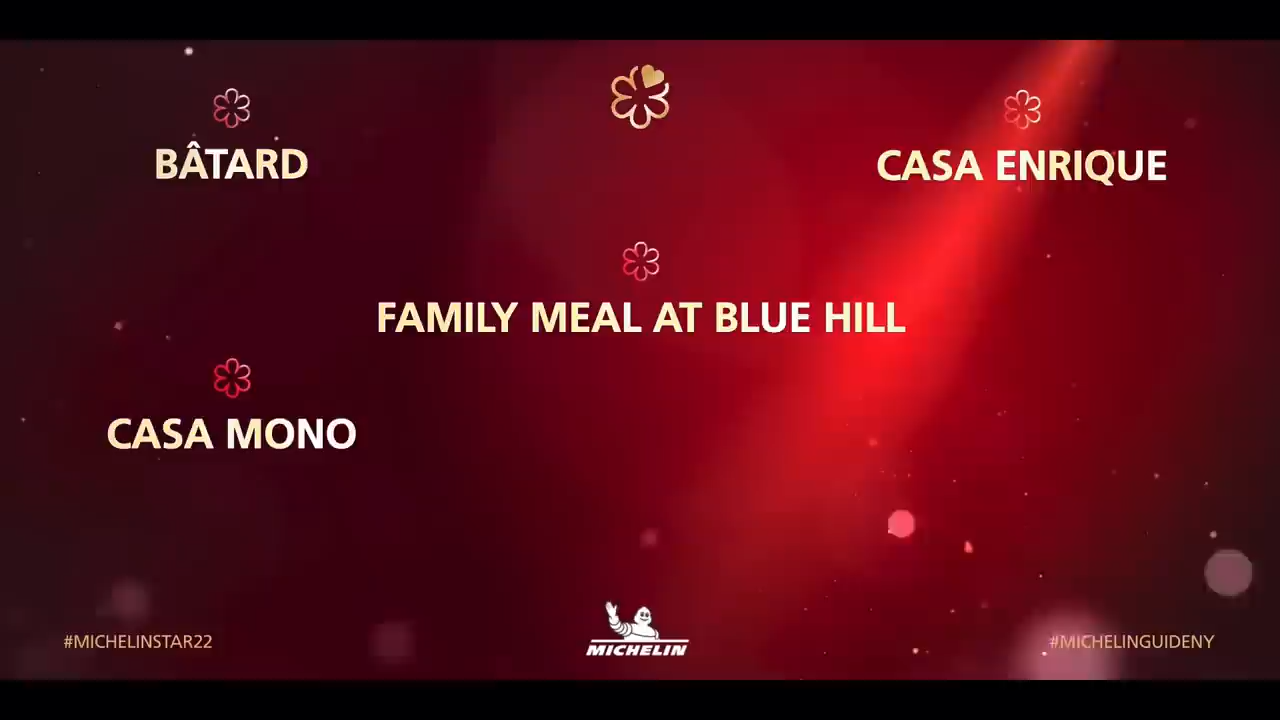 BÂTARD
CASA ENRIQUE
FAMILY MEAL AT BLUE HILL
CASA MONO
#MICHELINSTAR22
MICHELIN
#MICHELINGUIDENY